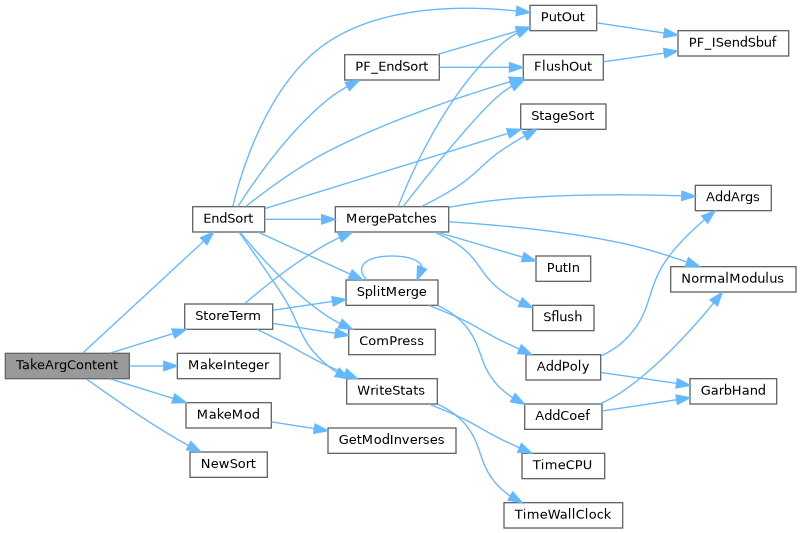 PutOut
PF_ISendSbuf
PF_EndSort
FlushOut
StageSort
AddArgs
EndSort
MergePatches
PutIn
NormalModulus
SplitMerge
StoreTerm
Sflush
ComPress
TakeArgContent
MakeInteger
AddPoly
WriteStats
GarbHand
MakeMod
AddCoef
GetModInverses
NewSort
TimeCPU
TimeWallClock